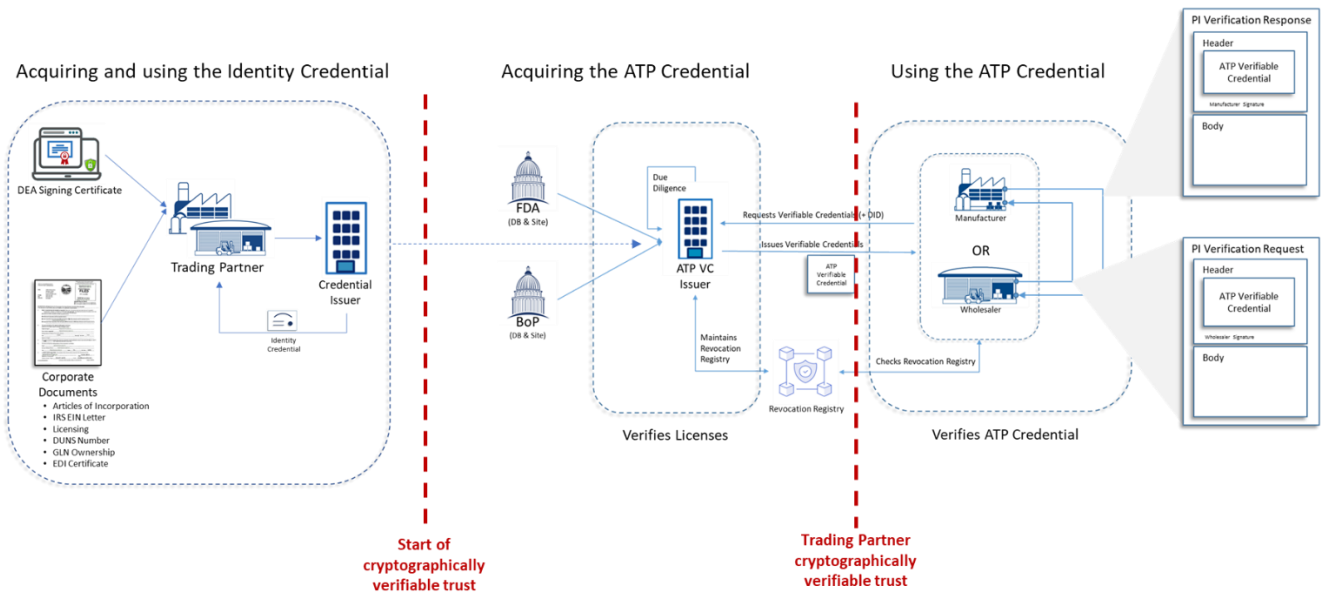 Acquiring and using the Identity Credential
DEA Signing Certificate
Trading Partner
Credential
Issuer
Identity
Credential
Corporate
Documents
• Articles of Incorporation
• IRS EIN Letter
• Licensing
• DUNS Number
• GLN Ownership
• EDI Certificate
Start of
cryptographically
verifiable trust
Acquiring the ATP Credential
FDA
(DB & Site)
BoP
(DB & Site)
Due
Diligence
ATP VC
Issuer
Maintains
Revocation
Registry
Verifies Licenses
Requests Verifiable Credentials (+ DID)
Issues Verifiable Credentials
ATP
Verifiable
Credential
Revocation Registry
Checks Revocation Registry
Trading Partner
cryptographically
verifiable trust
Using the ATP Credential
Manufacturer
OR
Wholesaler
Verifies ATP Credential
PI Verification Response
Header
ATP Verifiable
Credential
Manufacturer Signature
Body
PI Verification Request
Header
ATP Verifiable
Credential
Wholesaler Signature
Body